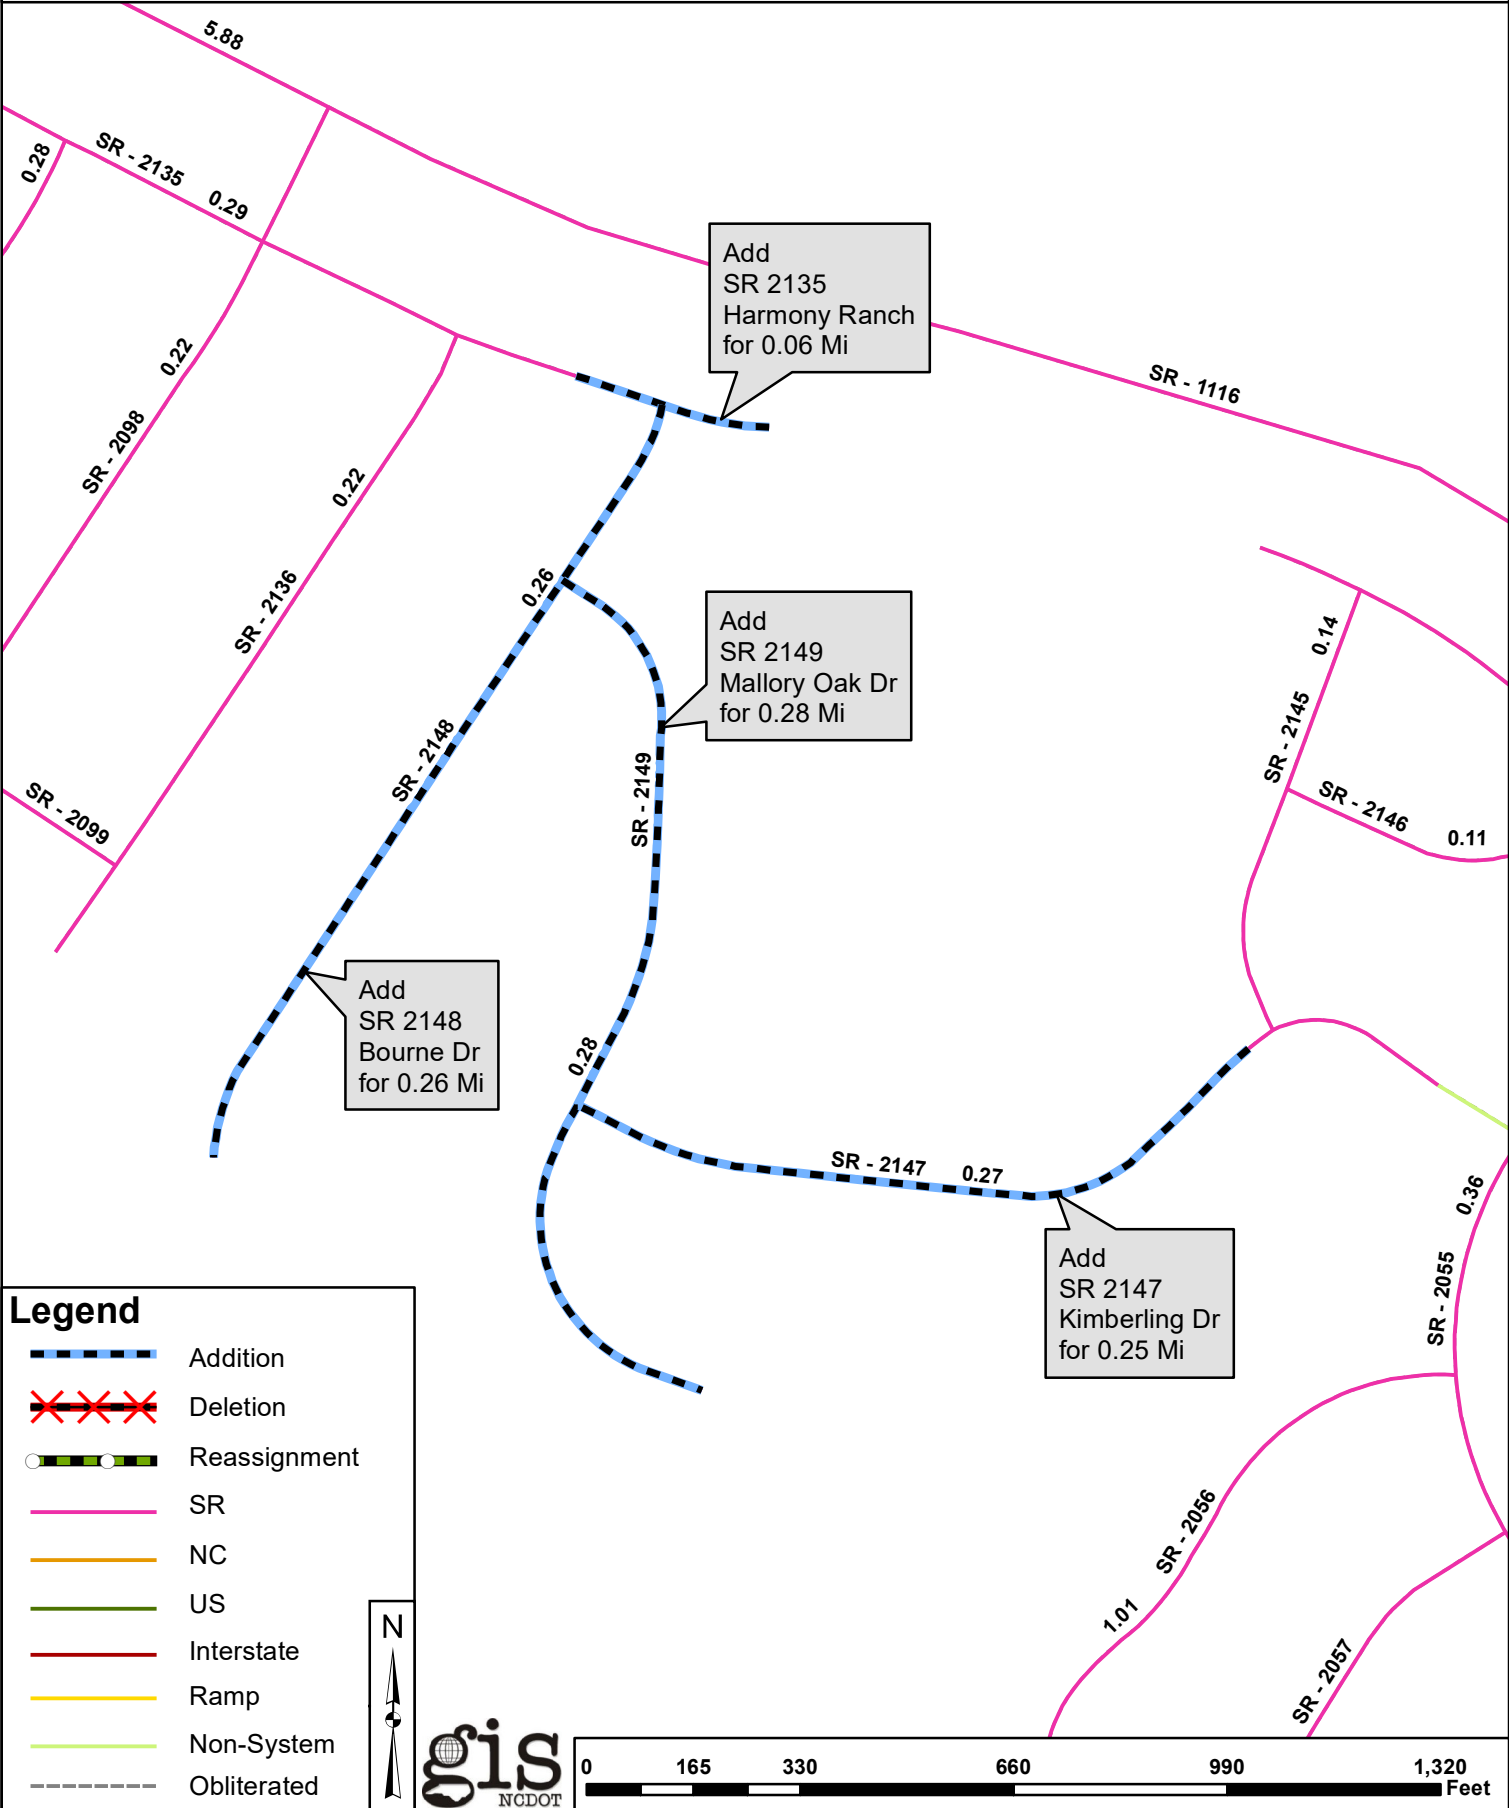 5.88
SR - 2135
0.29
0.28
Add
SR 2135
Harmony Ranch
for 0.06 Mi
SR - 1116
0.22
SR - 2098
0.22
SR - 2136
0.26
Add
SR 2149
Mallory Oak Dr
for 0.28 Mi
0.14
SR - 2145
SR - 2146
0.11
SR - 2148
SR - 2149
SR - 2099
Add
SR 2148
Bourne Dr
for 0.26 Mi
0.28
SR - 2147
0.27
Add
SR 2147
Kimberling Dr
for 0.25 Mi
0.36
SR - 2055
SR - 2056
1.01
SR - 2057
Legend
Addition
Deletion
Reassignment
SR
NC
US
Interstate
Ramp
Non-System
Obliterated
N
gis
NCDOT
0 165 330 660 990 1,320
Feet